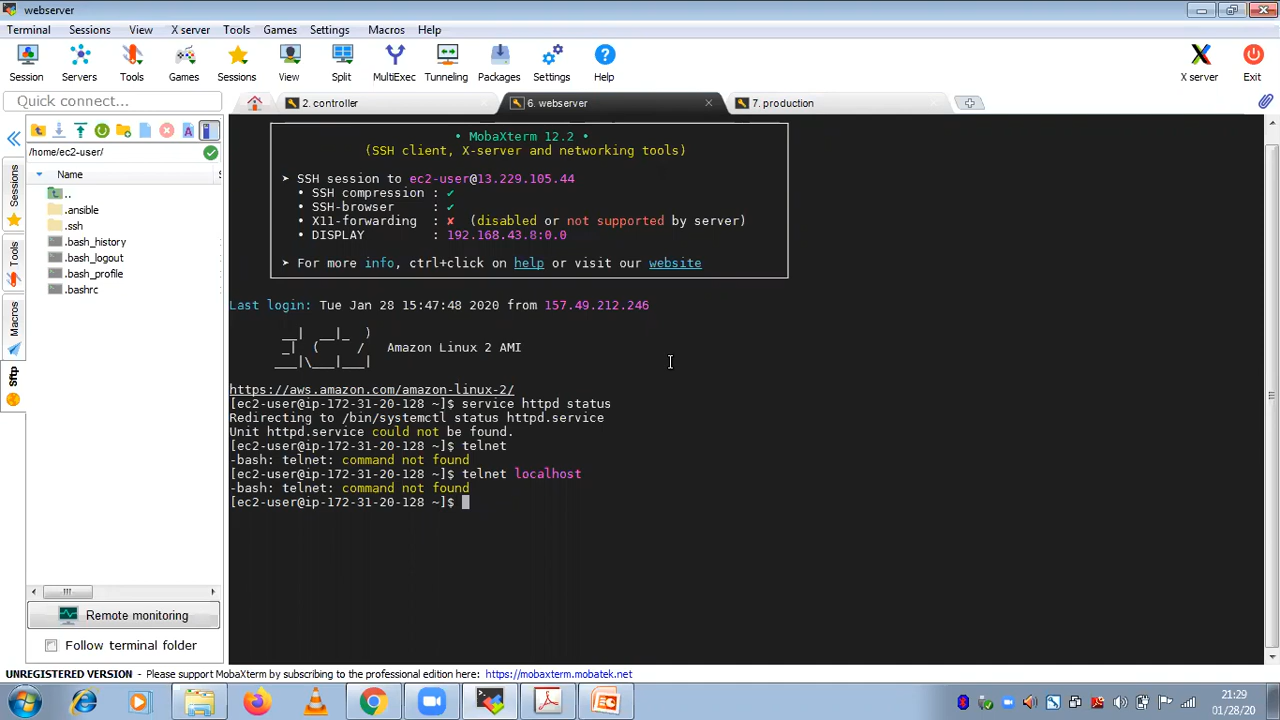 webserver
Terminal Sessions View X server Tools Games Settings Macros Help
Session Servers Tools Games Sessions View Split MultiExec Tunneling Packages Settings Help X server Exit
Quick connect...
2. controller 6. webserver 7. production
/home/ec2-user/
Name
..
.ansible
.ssh
.bash_history
.bash_logout
.bash_profile
.bashrc
Sessions
Tools
Macros
Sftp
Remote monitoring
Follow terminal folder
• MobaXterm 12.2 •
(SSH client, X-server and networking tools)
➤ SSH session to ec2-user@13.229.105.44
• SSH compression : ✔
• SSH-browser : ✔
• X11-forwarding : ✘ (disabled or not supported by server)
• DISPLAY : 192.168.43.8:0.0
➤ For more info, ctrl+click on help or visit our website
Last login: Tue Jan 28 15:47:48 2020 from 157.49.212.246
__| __|_ )
_| ( / Amazon Linux 2 AMI
___|\___|___|
https://aws.amazon.com/amazon-linux-2/
[ec2-user@ip-172-31-20-128 ~]$ service httpd status
Redirecting to /bin/systemctl status httpd.service
Unit httpd.service could not be found.
[ec2-user@ip-172-31-20-128 ~]$ telnet
-bash: telnet: command not found
[ec2-user@ip-172-31-20-128 ~]$ telnet localhost
-bash: telnet: command not found
[ec2-user@ip-172-31-20-128 ~]$
UNREGISTERED VERSION - Please support MobaXterm by subscribing to the professional edition here: https://mobaxterm.mobatek.net
21:29
01/28/20